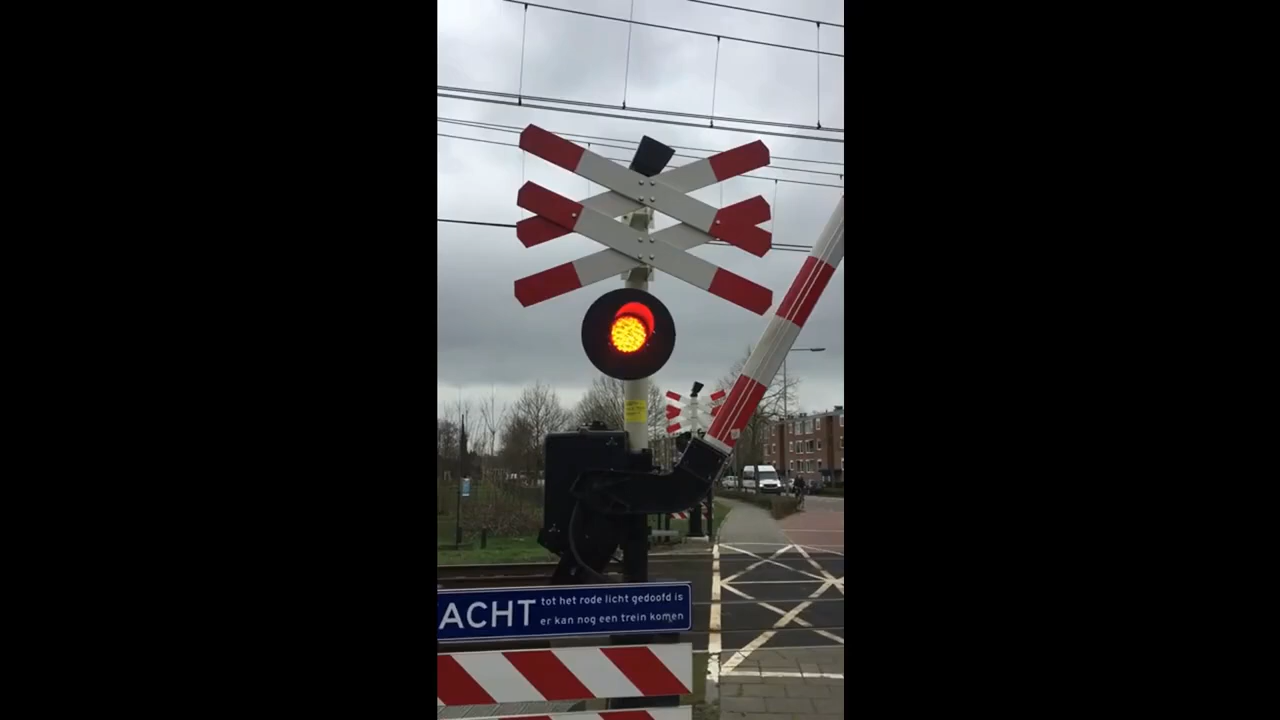 ACHT tot het rode licht gedoofd is
er kan nog een trein komen